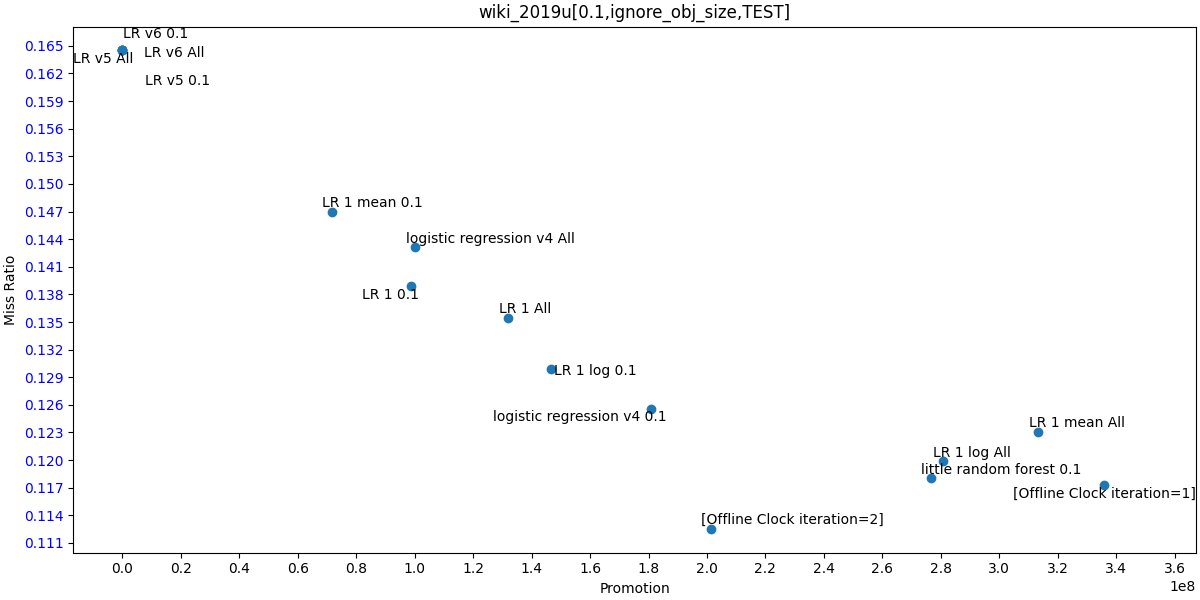 wiki_2019u[0.1,ignore_obj_size,TEST]
LR v6 0.1
0.165
LR v6 All
LR v5 All
0.162
LR v5 0.1
0.159
0.156
0.153
0.150
0.147
LR 1 mean 0.1
0.144
logistic regression v4 All
0.141
0.138
LR 1 0.1
LR 1 All
0.135
0.132
0.129
LR 1 log 0.1
0.126
logistic regression v4 0.1
0.123
LR 1 mean All
0.120
LR 1 log All
little random forest 0.1
0.117
[Offline Clock iteration=1]
0.114
[Offline Clock iteration=2]
0.111
Miss Ratio
0.0 0.2 0.4 0.6 0.8 1.0 1.2 1.4 1.6 1.8 2.0 2.2 2.4 2.6 2.8 3.0 3.2 3.4 3.6
Promotion
1e8